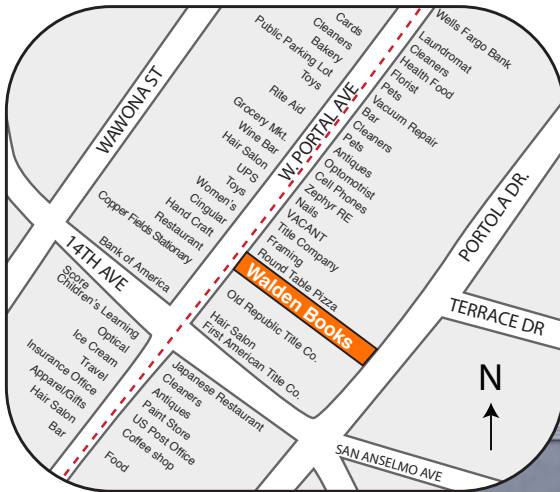 WAWONA ST
W. PORTAL AVE
PORTOLA DR.
14TH AVE
TERRACE DR
SAN ANSELMO AVE
N
Cards
Cleaners
Bakery
Public Parking Lot
Toys
Rite Aid
Grocery Mkt.
Wine Bar
Hair Salon
UPS
Toys
Women's
Cingular
Hand Craft
Restaurant
Copper Fields Stationary
Bank of America
Wells Fargo Bank
Laundromat
Cleaners
Health Food
Florist
Pets
Vacuum Repair
Bar
Cleaners
Pets
Antiques
Optomotrist
Cell Phones
Zephyr RE
Nails
VACANT
Title Company
Framing
Round Table Pizza
Walden Books
Old Republic Title Co.
Hair Salon
First American Title Co.
Score
Children's Learning
Optical
Ice Cream
Travel
Insurance Office
Apparel/Gifts
Hair Salon
Bar
Japanese Restaurant
Cleaners
Antiques
Paint Store
US Post Office
Coffee shop
Food